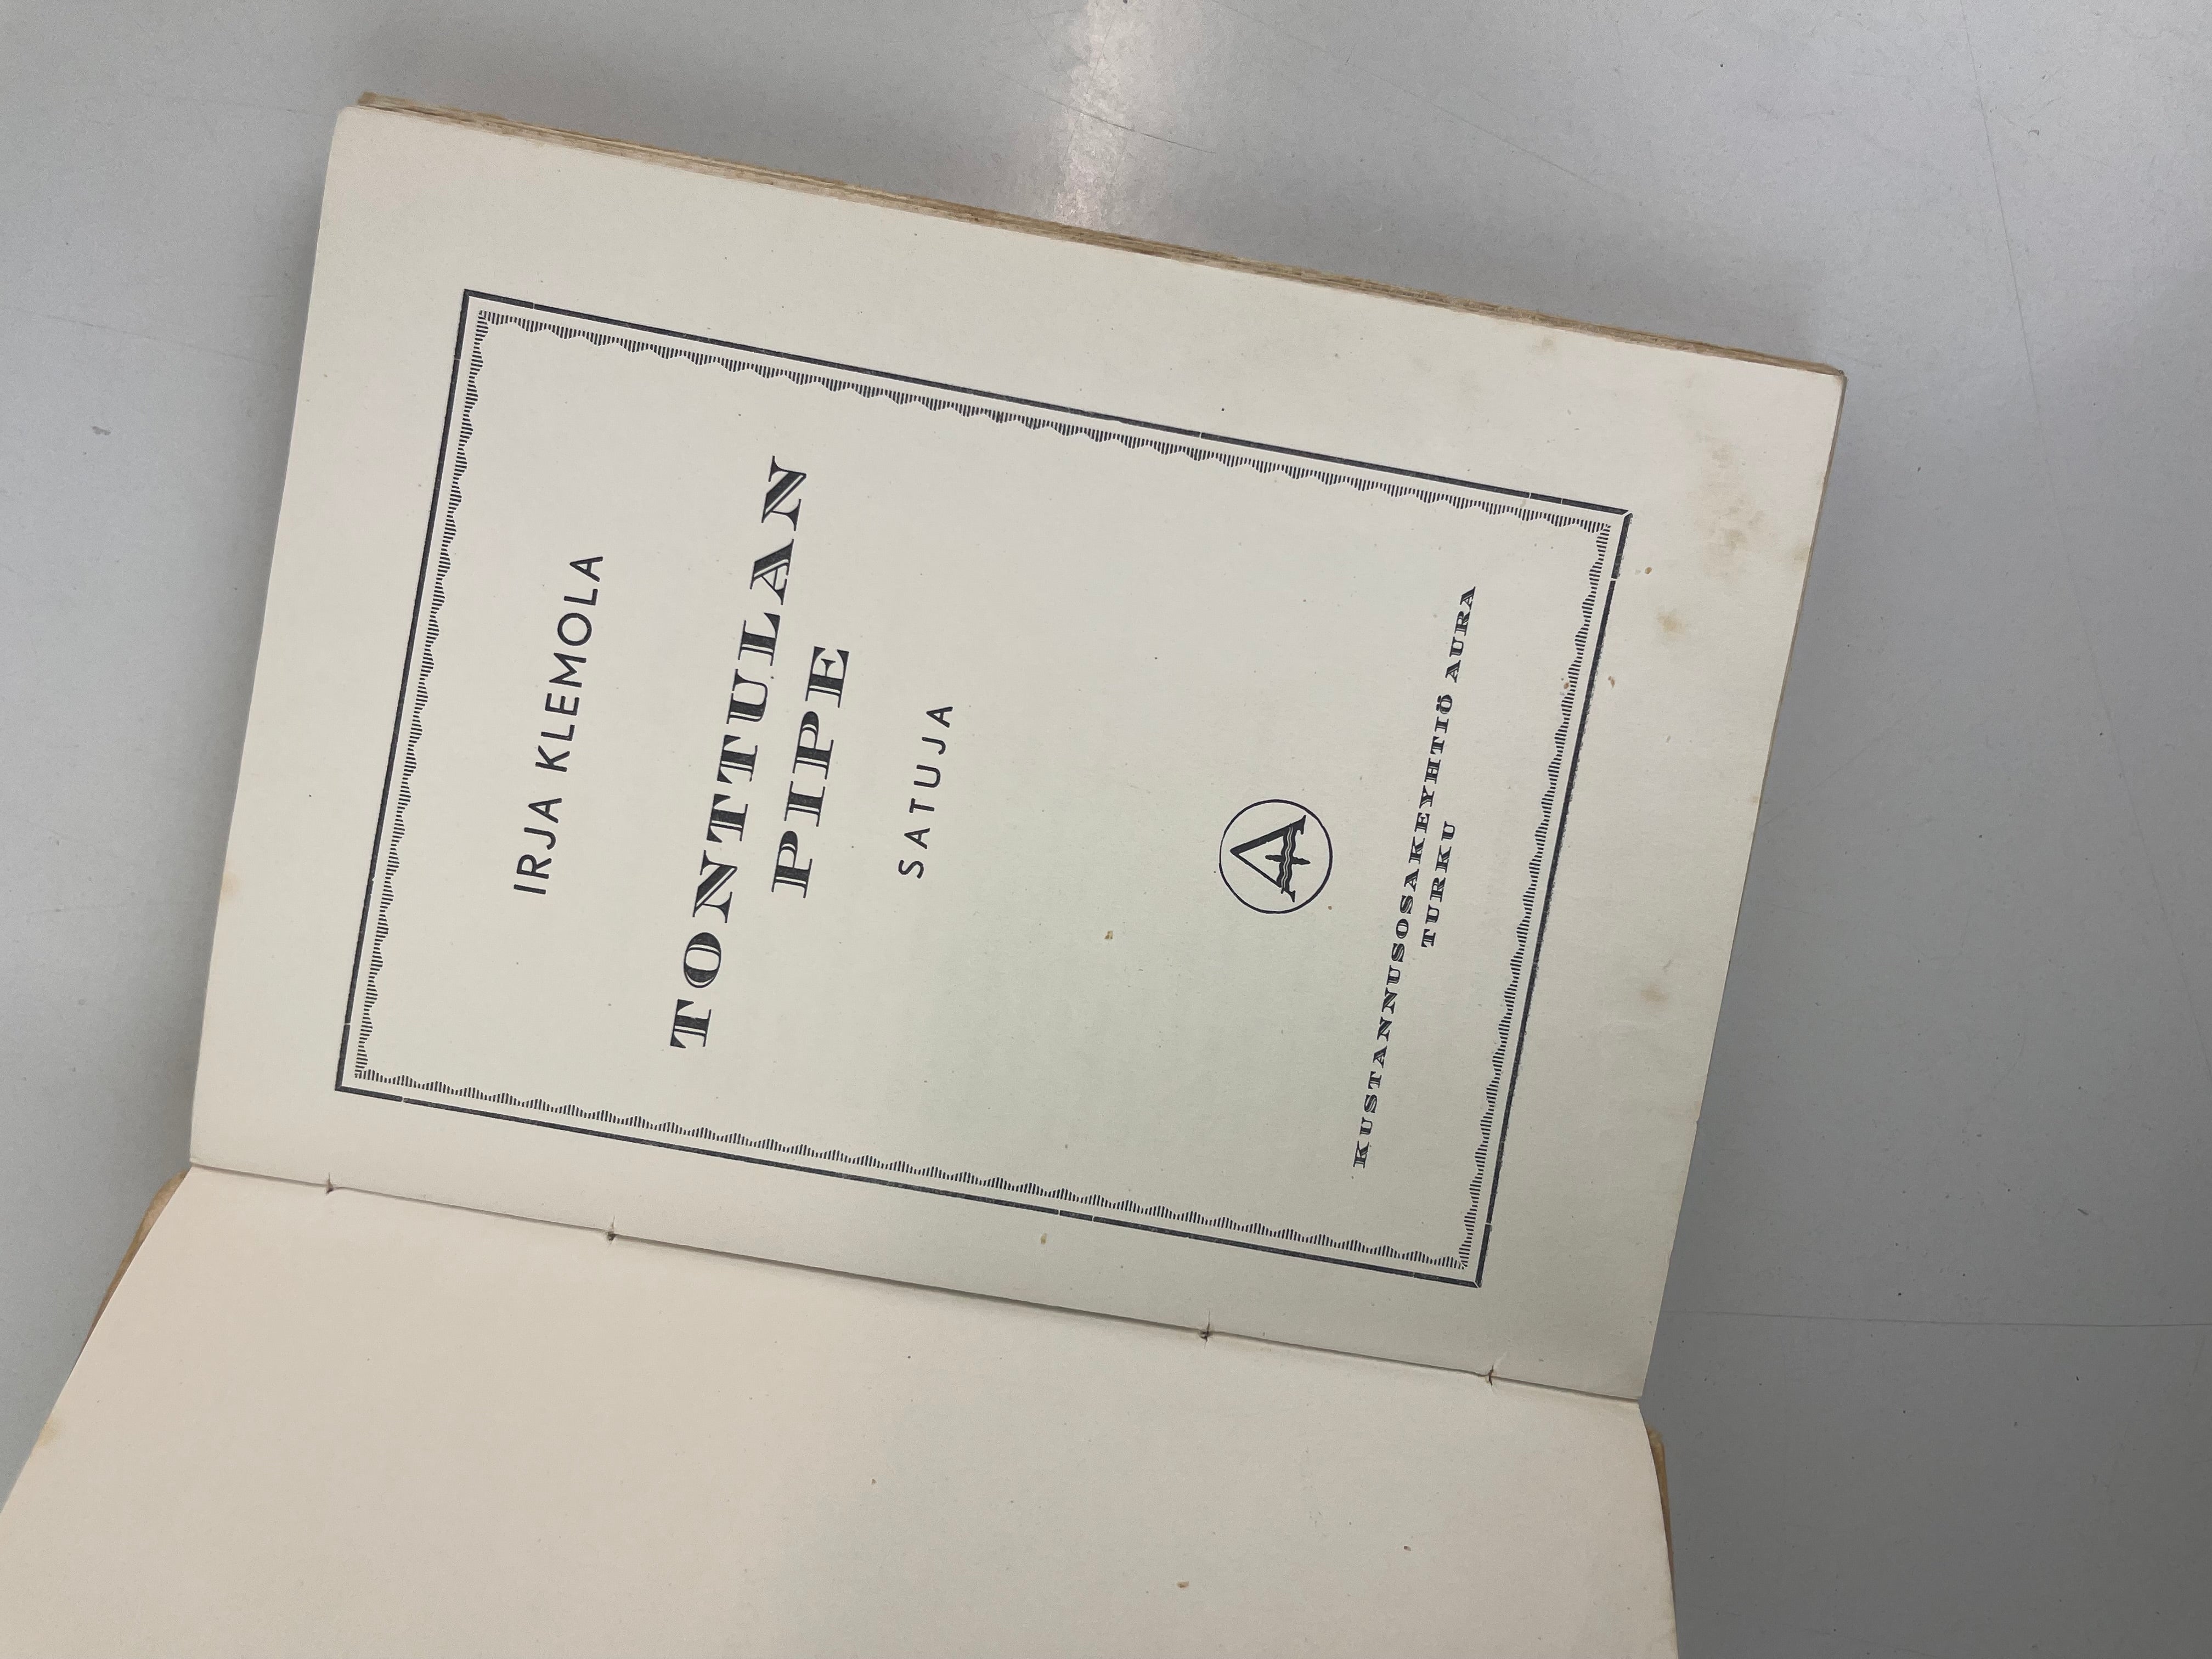 IRJA KLEMOLA
TONTTULAN
PIPE
SATUJA
A
KUSTANNUSOSAKEYHTIÖ AURA
TURKU